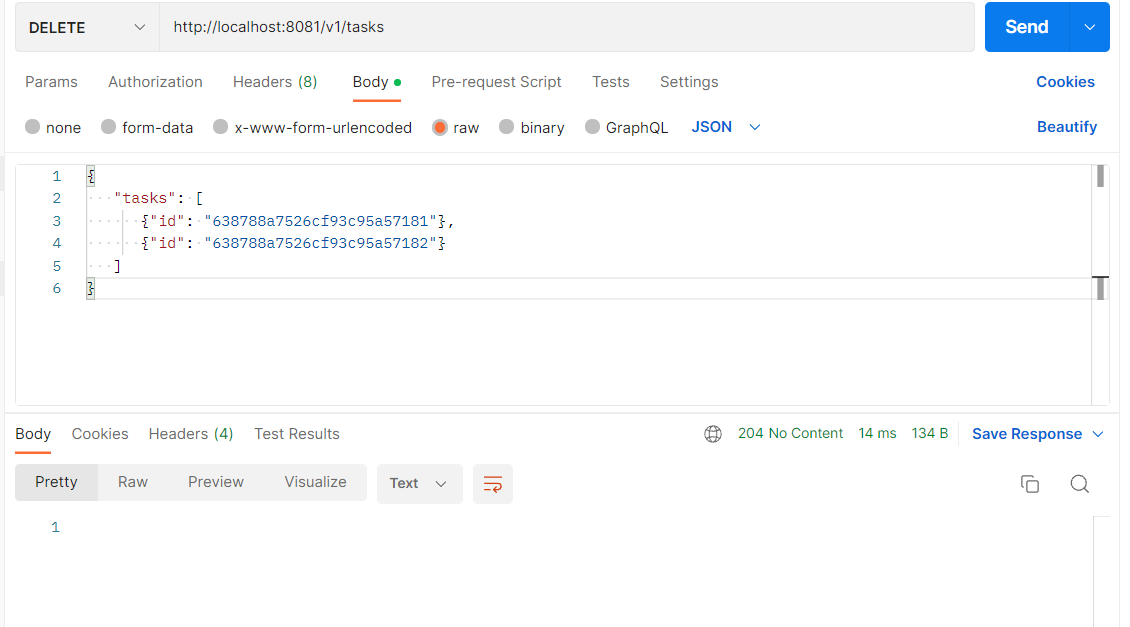 DELETE http://localhost:8081/v1/tasks Send
Params Authorization Headers (8) Body Pre-request Script Tests Settings Cookies
none form-data x-www-form-urlencoded raw binary GraphQL JSON Beautify
1 {
2 "tasks": [
3 {"id": "638788a7526cf93c95a57181"},
4 {"id": "638788a7526cf93c95a57182"}
5 ]
6 }
Body Cookies Headers (4) Test Results 204 No Content 14 ms 134 B Save Response
Pretty Raw Preview Visualize Text
1